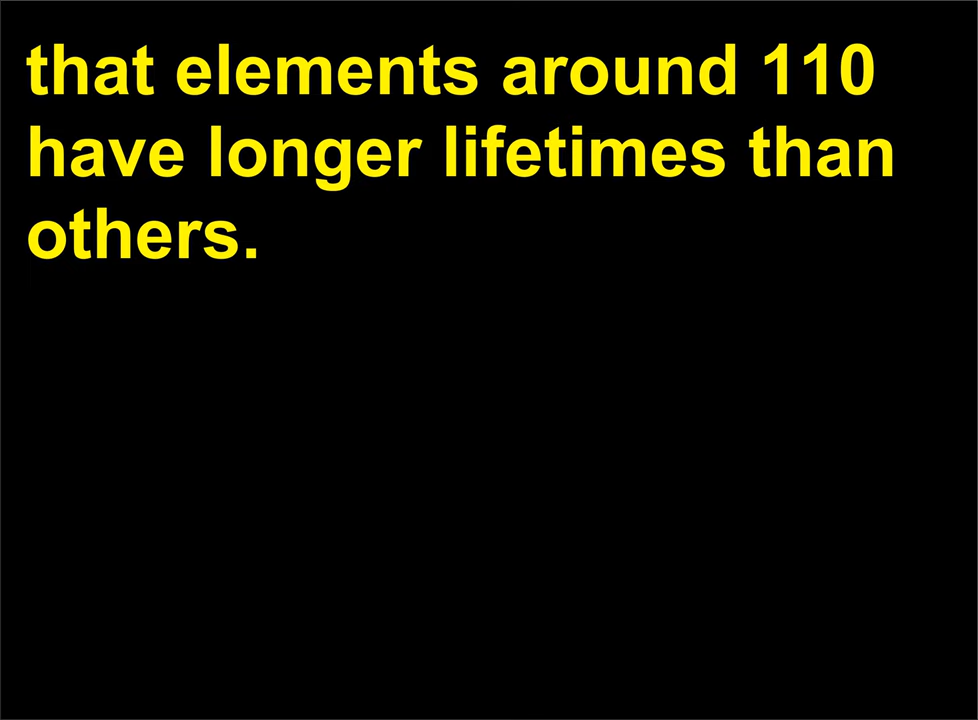 that elements around 110
have longer lifetimes than
others.